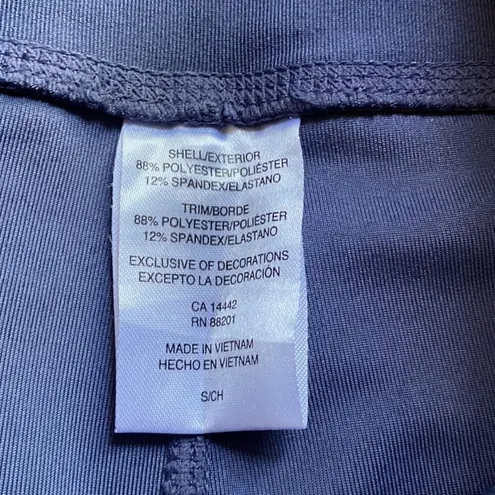 SHELL/EXTERIOR
88% POLYESTER/POLIÉSTER
12% SPANDEX/ELASTANO
TRIM/BORDE
88% POLYESTER/POLIÉSTER
12% SPANDEX/ELASTANO
EXCLUSIVE OF DECORATIONS
EXCEPTO LA DECORACIÓN
CA 14442
RN 88201
MADE IN VIETNAM
HECHO EN VIETNAM
S/CH